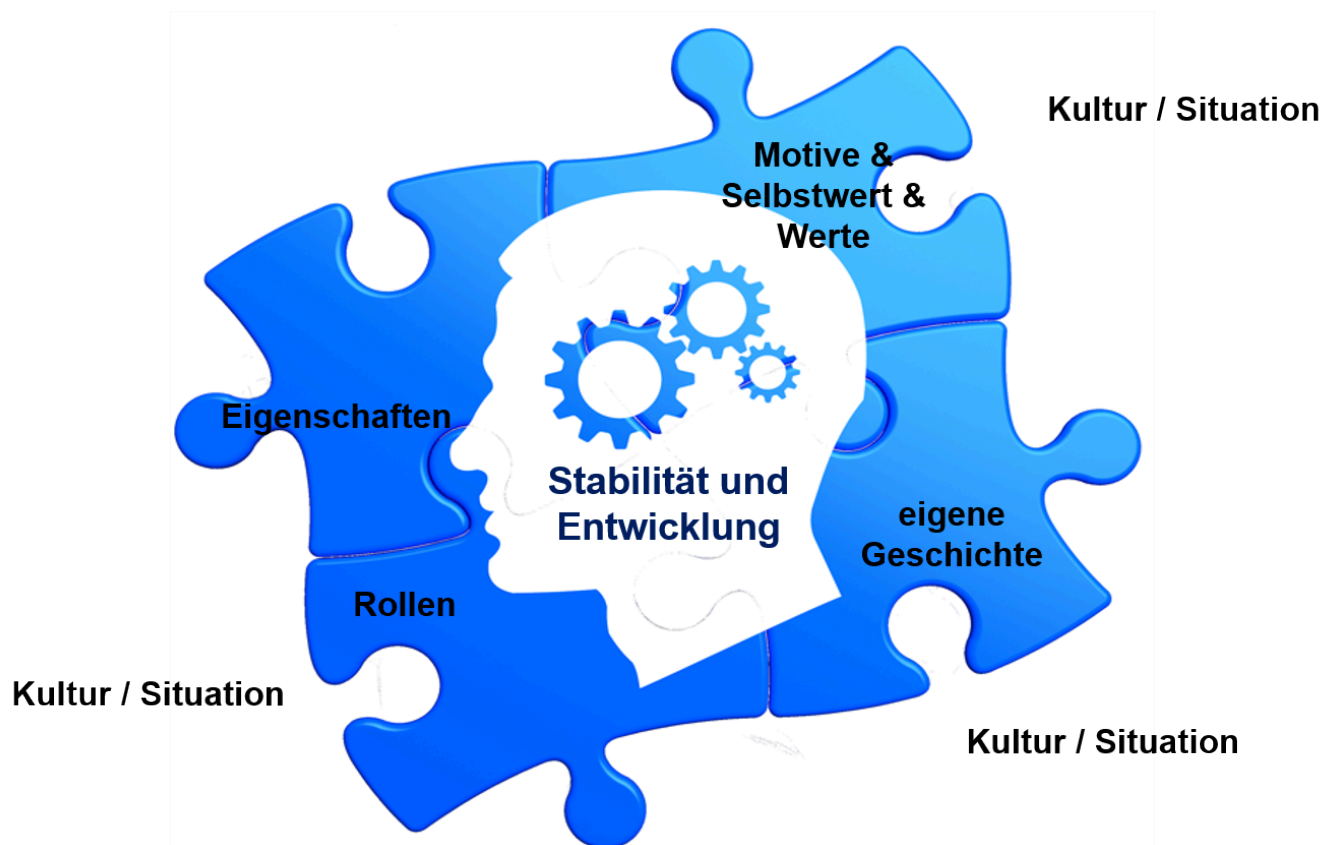 Kultur / Situation
Motive &
Selbstwert &
Werte
Eigenschaften
Stabilität und
Entwicklung
eigene
Geschichte
Rollen
Kultur / Situation
Kultur / Situation